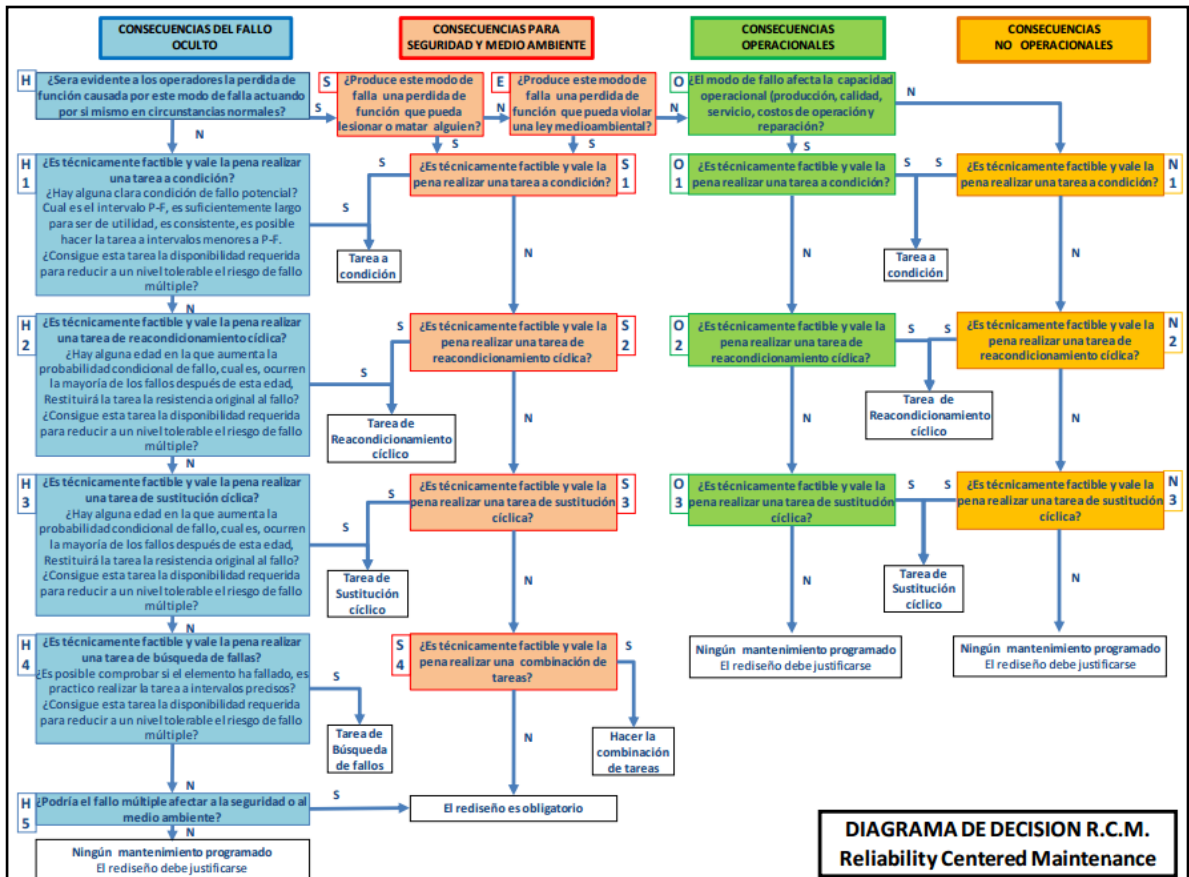 CONSECUENCIAS DEL FALLO
OCULTO
CONSECUENCIAS PARA
SEGURIDAD Y MEDIO AMBIENTE
CONSECUENCIAS
OPERACIONALES
CONSECUENCIAS
NO OPERACIONALES
H
¿Sera evidente a los operadores la perdida de
función causada por este modo de falla actuando
por si mismo en circunstancias normales?
S
N
S
¿Produce este modo de
falla una perdida de
función que pueda
lesionar o matar alguien?
N
S
E
¿Produce este modo de
falla una perdida de
función que pueda violar
una ley medioambiental?
N
S
O
¿El modo de fallo afecta la capacidad
operacional (producción, calidad,
servicio, costos de operación y
reparación?
N
S
H
1
¿Es técnicamente factible y vale la pena realizar
una tarea a condición?
¿Hay alguna clara condición de fallo potencial?
Cual es el intervalo P-F, es suficientemente largo
para ser de utilidad, es consistente, es posible
hacer la tarea a intervalos menores a P-F.
¿Consigue esta tarea la disponibilidad requerida
para reducir a un nivel tolerable el riesgo de fallo
múltiple?
S
N
S
¿Es técnicamente factible y vale la
pena realizar una tarea a condición?
S
1
N
Tarea a
condición
O
1
¿Es técnicamente factible y vale la
pena realizar una tarea a condición?
S
N
S
¿Es técnicamente factible y vale la
pena realizar una tarea a condición?
N
1
N
Tarea a
condición
H
2
¿Es técnicamente factible y vale la pena realizar
una tarea de reacondicionamiento cíclica?
¿Hay alguna edad en la que aumenta la
probabilidad condicional de fallo, cual es, ocurren
la mayoría de los fallos después de esta edad,
Restituirá la tarea la resistencia original al fallo?
¿Consigue esta tarea la disponibilidad requerida
para reducir a un nivel tolerable el riesgo de fallo
múltiple?
S
N
S
¿Es técnicamente factible y vale la
pena realizar una tarea de
reacondicionamiento cíclica?
S
2
N
Tarea de
Reacondicionamiento
cíclico
O
2
¿Es técnicamente factible y vale la
pena realizar una tarea de
reacondicionamiento cíclica?
S
N
S
¿Es técnicamente factible y vale la
pena realizar una tarea de
reacondicionamiento cíclica?
N
2
N
Tarea de
Reacondicionamiento
cíclico
H
3
¿Es técnicamente factible y vale la pena realizar
una tarea de sustitución cíclica?
¿Hay alguna edad en la que aumenta la
probabilidad condicional de fallo, cual es, ocurren
la mayoría de los fallos después de esta edad,
Restituirá la tarea la resistencia original al fallo?
¿Consigue esta tarea la disponibilidad requerida
para reducir a un nivel tolerable el riesgo de fallo
múltiple?
S
N
S
¿Es técnicamente factible y vale la
pena realizar una tarea de sustitución
cíclica?
S
3
N
Tarea de
Sustitución
cíclico
O
3
¿Es técnicamente factible y vale la
pena realizar una tarea de sustitución
cíclica?
S
N
S
¿Es técnicamente factible y vale la
pena realizar una tarea de sustitución
cíclica?
N
3
N
Tarea de
Sustitución
cíclico
H
4
¿Es técnicamente factible y vale la pena realizar
una tarea de búsqueda de fallas?
¿Es posible comprobar si el elemento ha fallado, es
practico realizar la tarea a intervalos precisos?
¿Consigue esta tarea la disponibilidad requerida
para reducir a un nivel tolerable el riesgo de fallo
múltiple?
S
N
Tarea de
Búsqueda
de fallos
S
4
¿Es técnicamente factible y vale la
pena realizar una combinación de
tareas?
S
N
Hacer la
combinación
de tareas
Ningún mantenimiento programado
El rediseño debe justificarse
Ningún mantenimiento programado
El rediseño debe justificarse
H
5
¿Podría el fallo múltiple afectar a la seguridad o al
medio ambiente?
S
N
El rediseño es obligatorio
Ningún mantenimiento programado
El rediseño debe justificarse
DIAGRAMA DE DECISION R.C.M.
Reliability Centered Maintenance